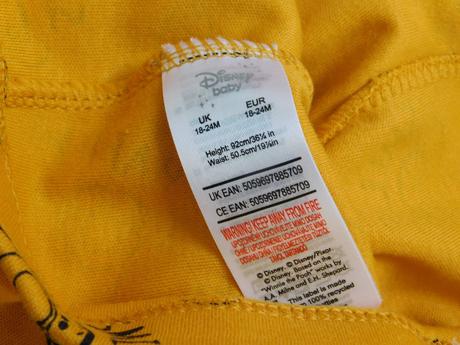 Disney
baby
UK EUR
18-24M 18-24M
Height: 92cm/36¼ in
Waist: 50.5cm/19⅞in
UK EAN: 5059697885709
CE EAN: 5059697885709
WARNING! KEEP AWAY FROM FIRE
© Disney. © Disney/Pixar.
© Disney. Based on the
"Winnie the Pooh" works by
A.A. Milne and E.H. Shepard.
This label is made
100% recycled